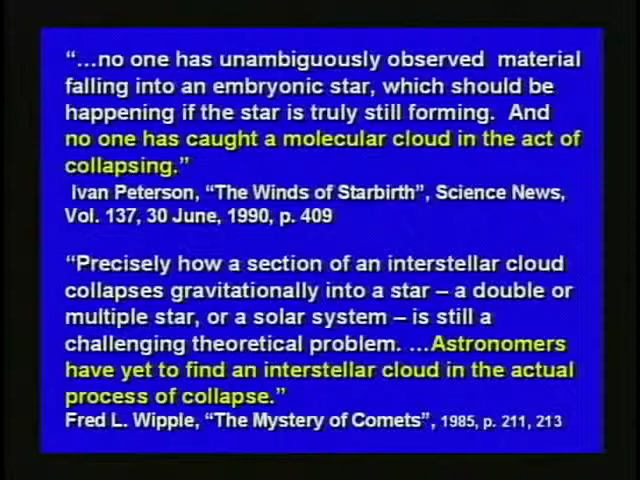 “…no one has unambiguously observed material
falling into an embryonic star, which should be
happening if the star is truly still forming. And
no one has caught a molecular cloud in the act of
collapsing.”
Ivan Peterson, “The Winds of Starbirth”, Science News,
Vol. 137, 30 June, 1990, p. 409
“Precisely how a section of an interstellar cloud
collapses gravitationally into a star – a double or
multiple star, or a solar system – is still a
challenging theoretical problem. …Astronomers
have yet to find an interstellar cloud in the actual
process of collapse.”
Fred L. Wipple, “The Mystery of Comets”, 1985, p. 211, 213